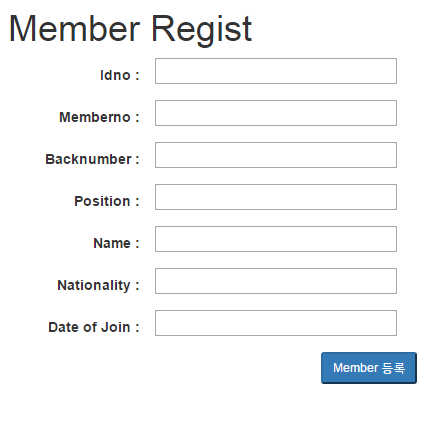 Member Regist
Idno :
Memberno :
Backnumber :
Position :
Name :
Nationality :
Date of Join :
Member 등록